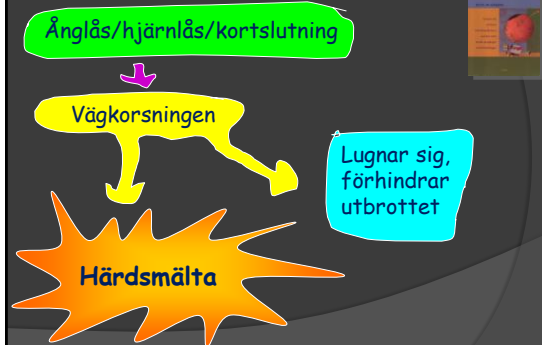 Ånglås/hjärnlås/kortslutning
Vägkorsningen
Lugnar sig,
förhindrar
utbrottet
Härdsmälta